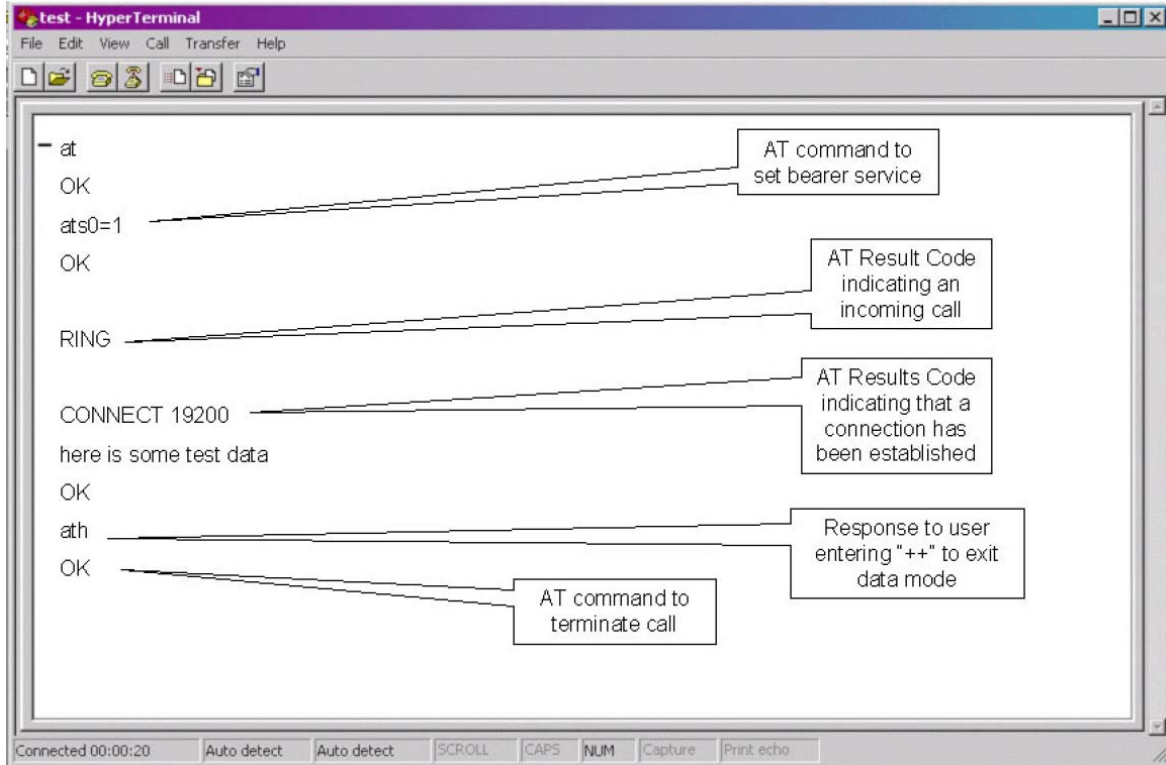 test - HyperTerminal
File Edit View Call Transfer Help
at
OK
ats0=1
OK
RING
CONNECT 19200
here is some test data
OK
ath
OK
AT command to
set bearer service
AT Result Code
indicating an
incoming call
AT Results Code
indicating that a
connection has
been established
Response to user
entering "++" to exit
data mode
AT command to
terminate call
Connected 00:00:20 Auto detect Auto detect SCROLL CAPS NUM Capture Print echo